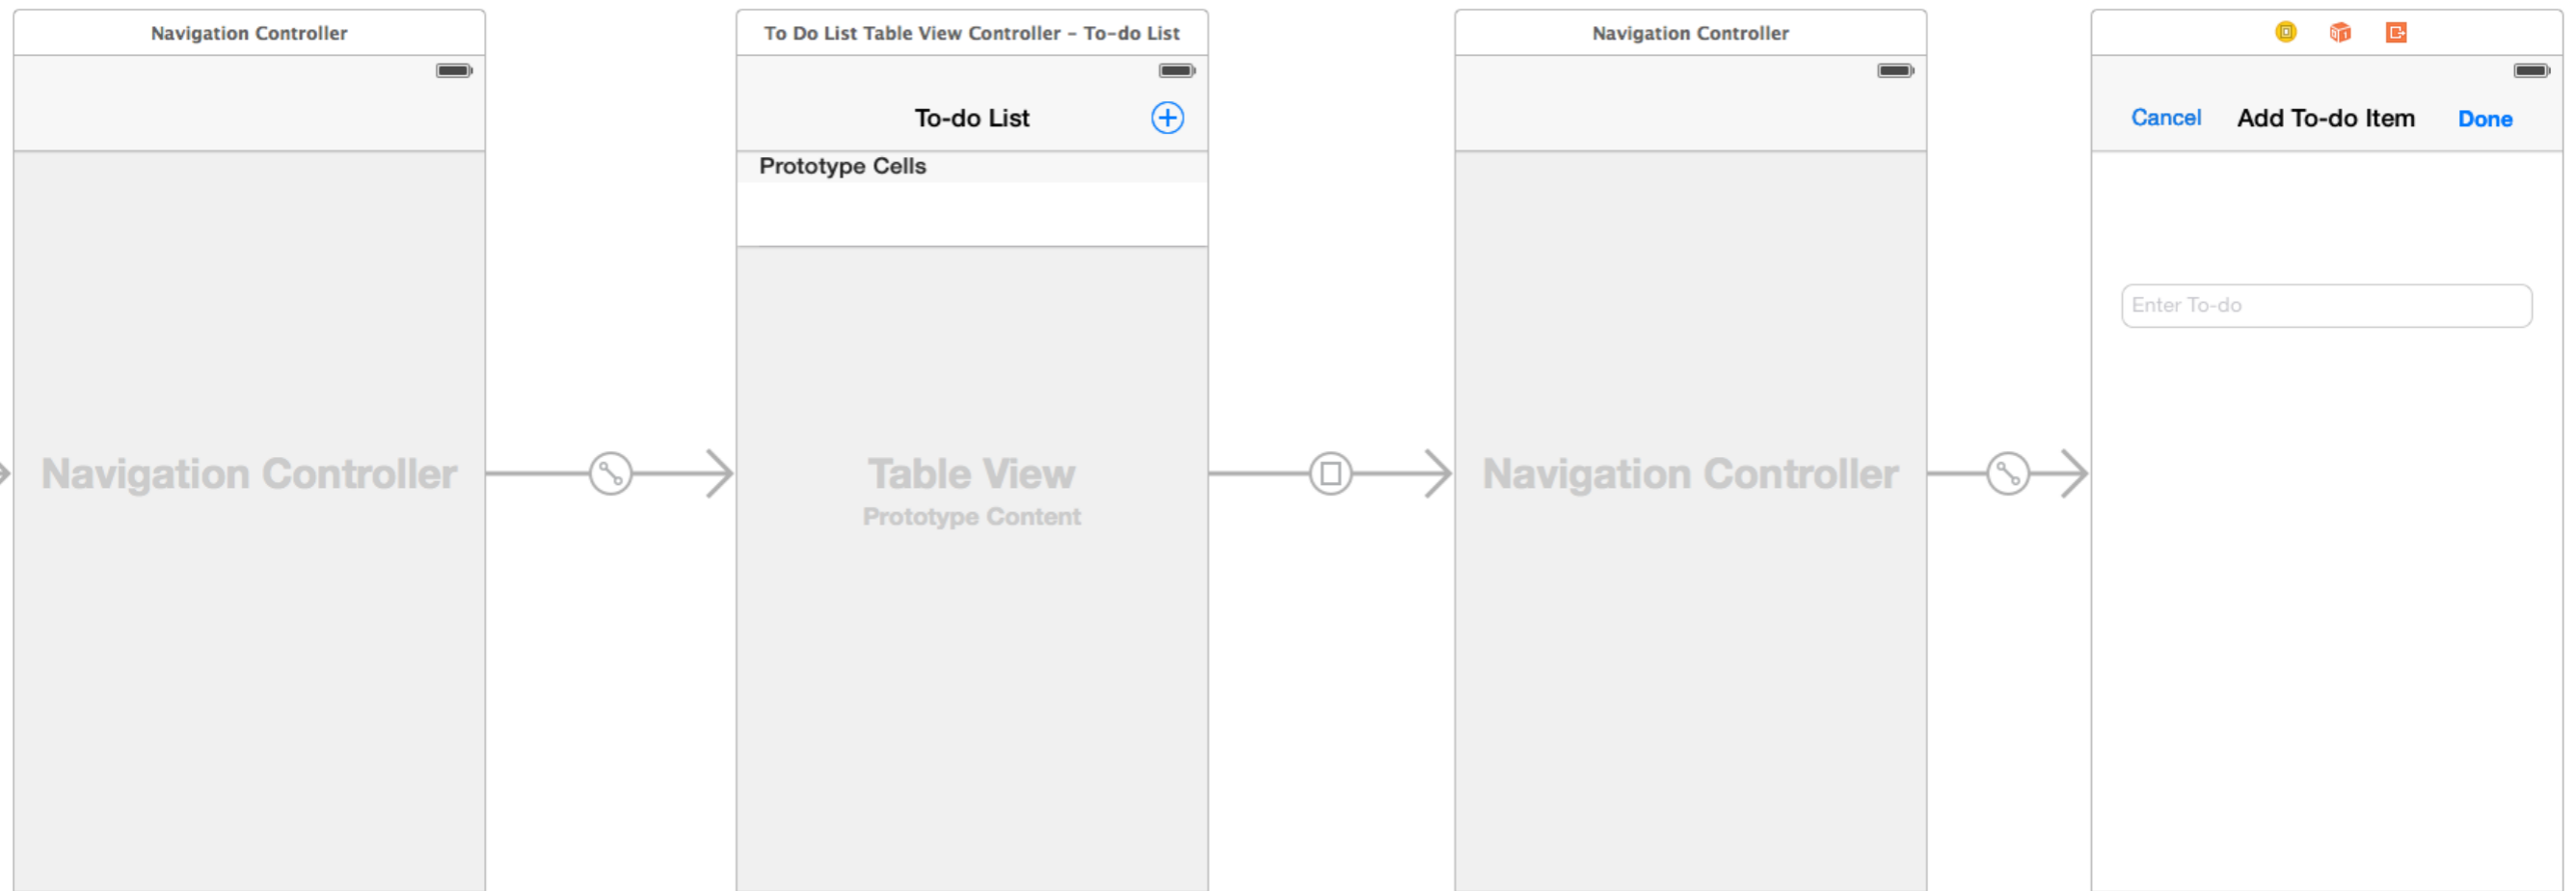 Navigation Controller
Navigation Controller
To Do List Table View Controller - To-do List
To-do List
Prototype Cells
Table View
Prototype Content
Navigation Controller
Navigation Controller
Cancel Add To-do Item Done
Enter To-do